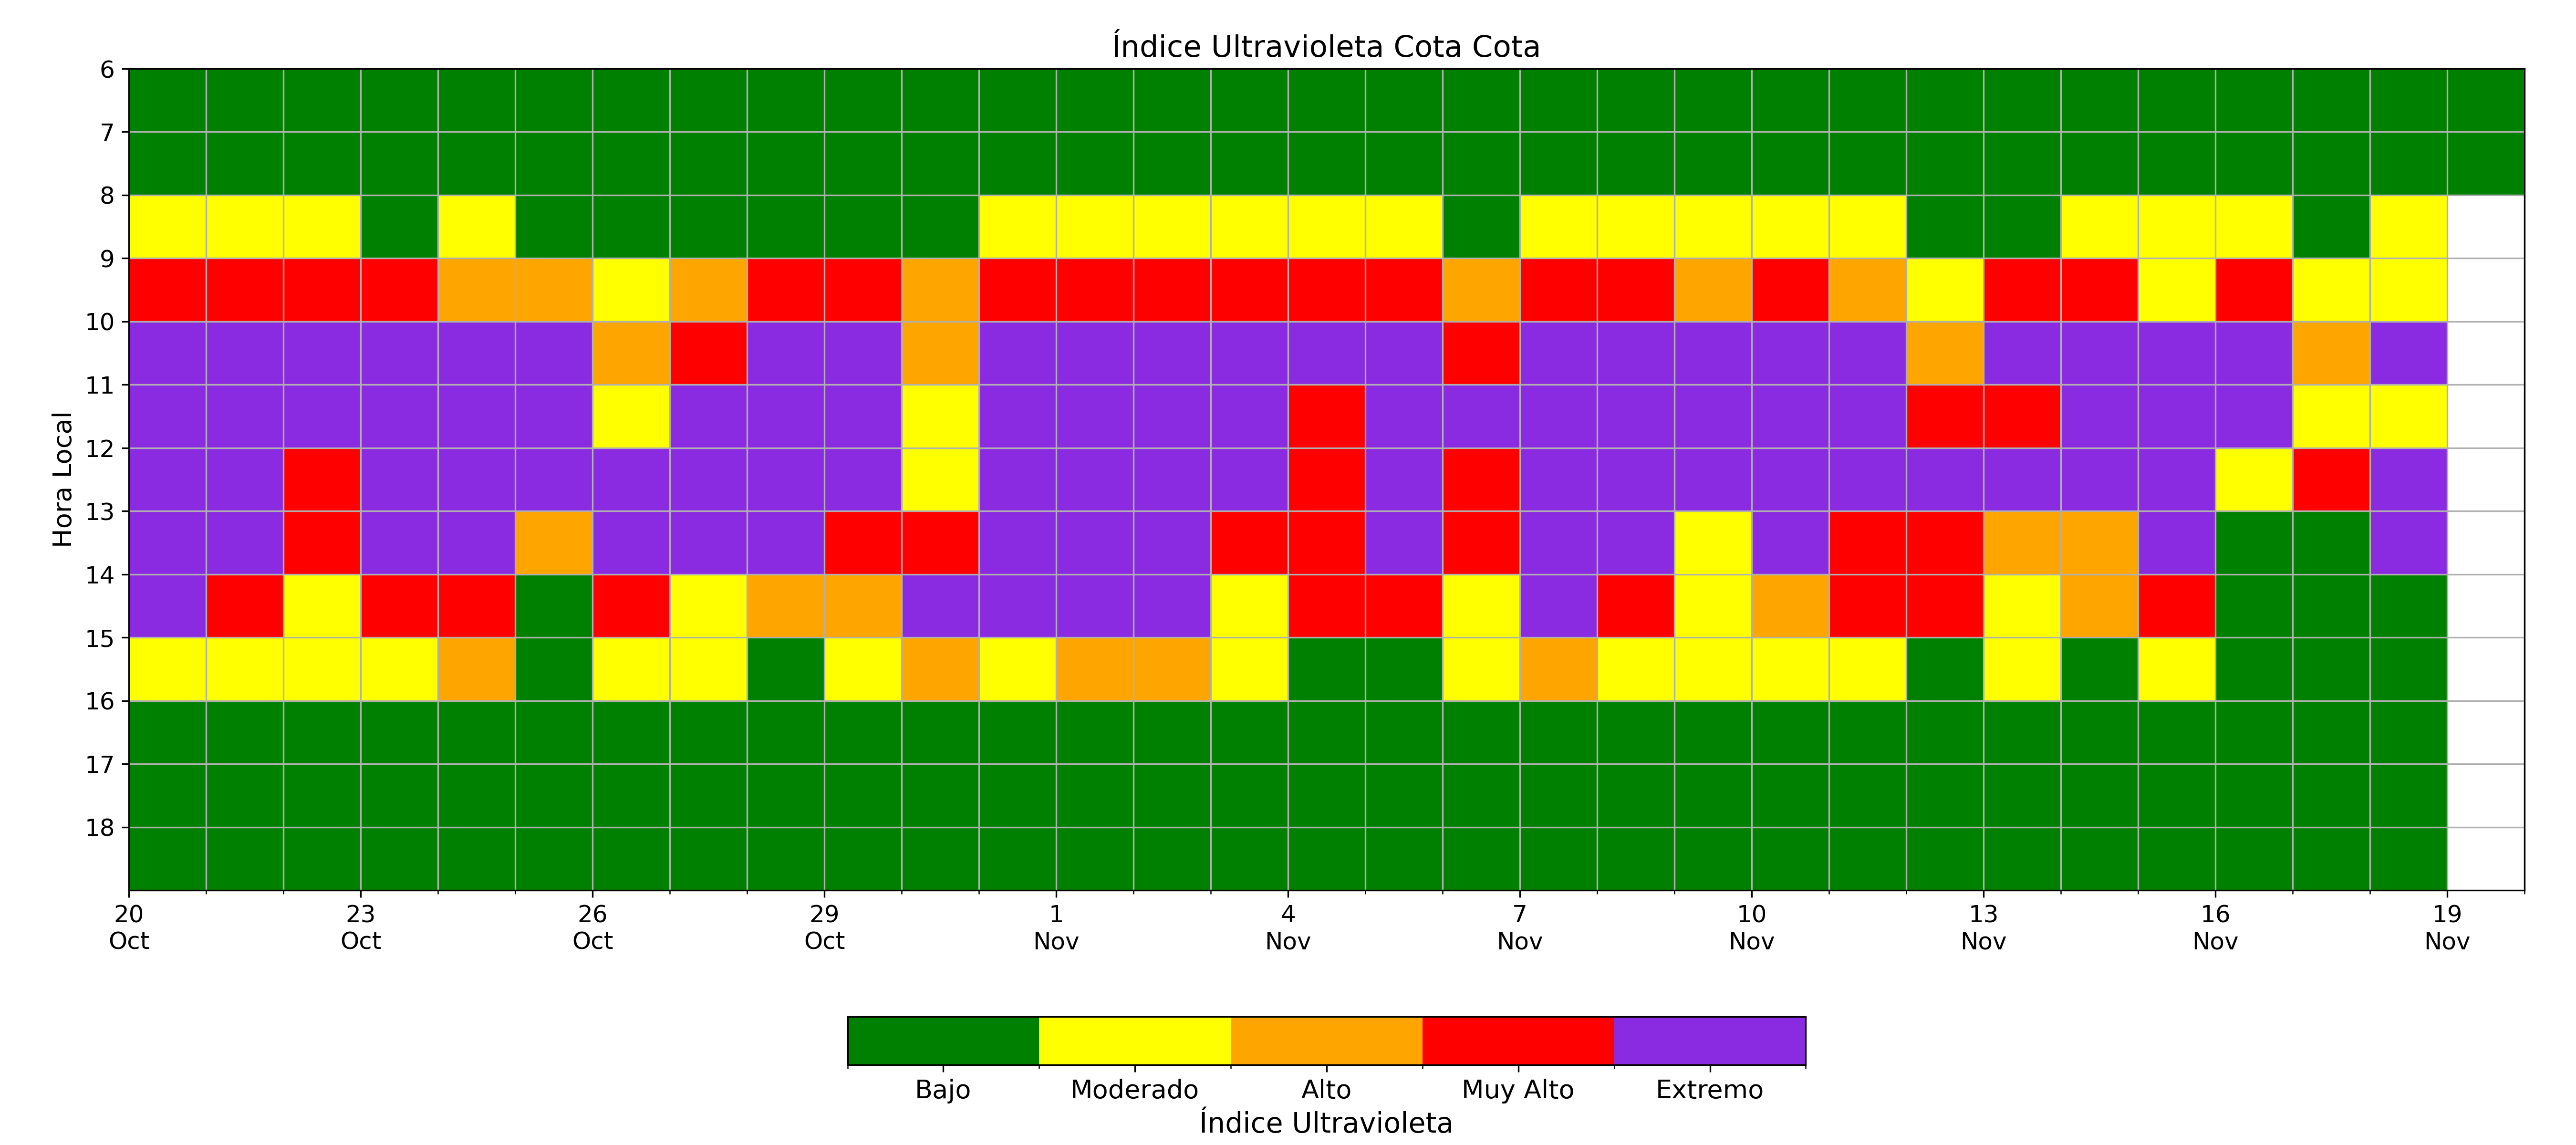 Índice Ultravioleta Cota Cota
Hora Local
6
7
8
9
10
11
12
13
14
15
16
17
18
20 23 26 29 1 4 7 10 13 16 19
Oct Oct Oct Oct Nov Nov Nov Nov Nov Nov Nov
Bajo Moderado Alto Muy Alto Extremo
Índice Ultravioleta